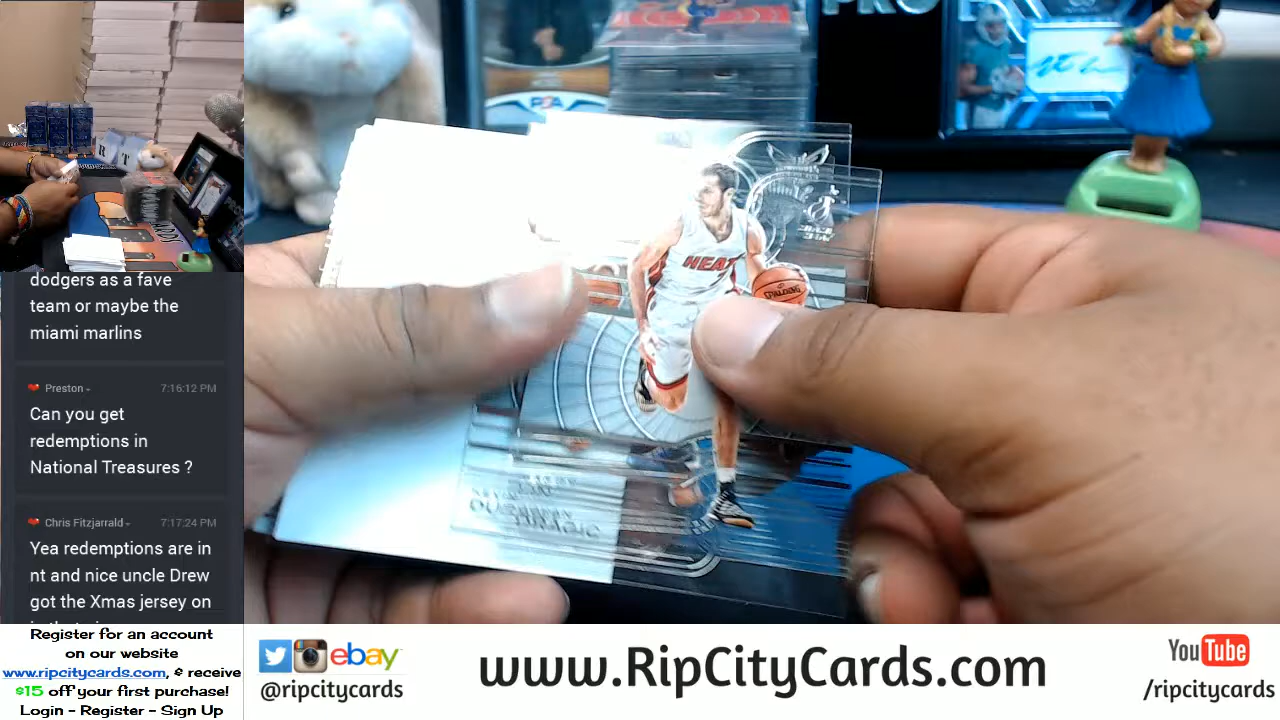 dodgers as a fave
team or maybe the
miami marlins
Preston
7:16:12 PM
Can you get
redemptions in
National Treasures ?
Chris Fitzjarrald
7:17:24 PM
Yea redemptions are in
nt and nice uncle Drew
got the Xmas jersey on
Register for an account
on our website
www.ripcitycards.com, & receive
$15 off your first purchase!
Login - Register - Sign Up
ebay
@ripcitycards
www.RipCityCards.com
YouTube
/ripcitycards
HEAT
SPALDING
PSA
PRO
R T